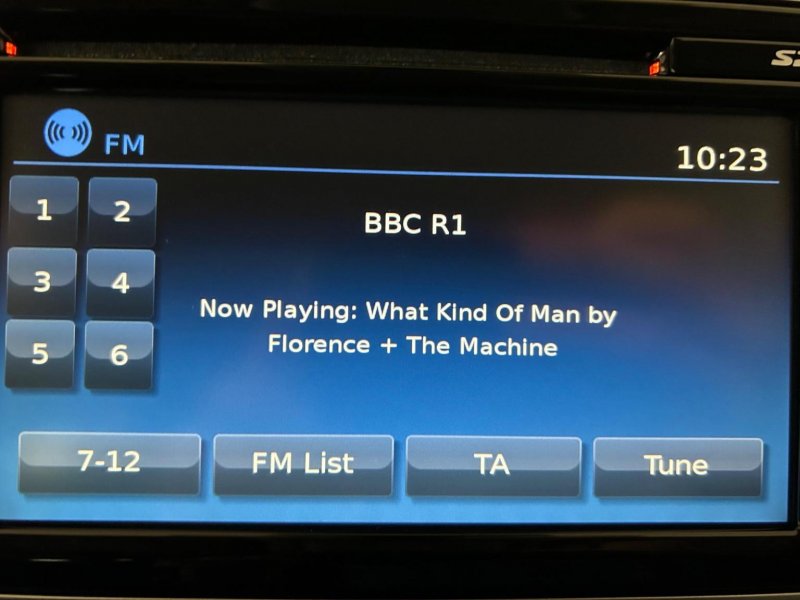 FM
10:23
1 2
BBC R1
3 4
Now Playing: What Kind Of Man by
Florence + The Machine
5 6
7-12 FM List TA Tune